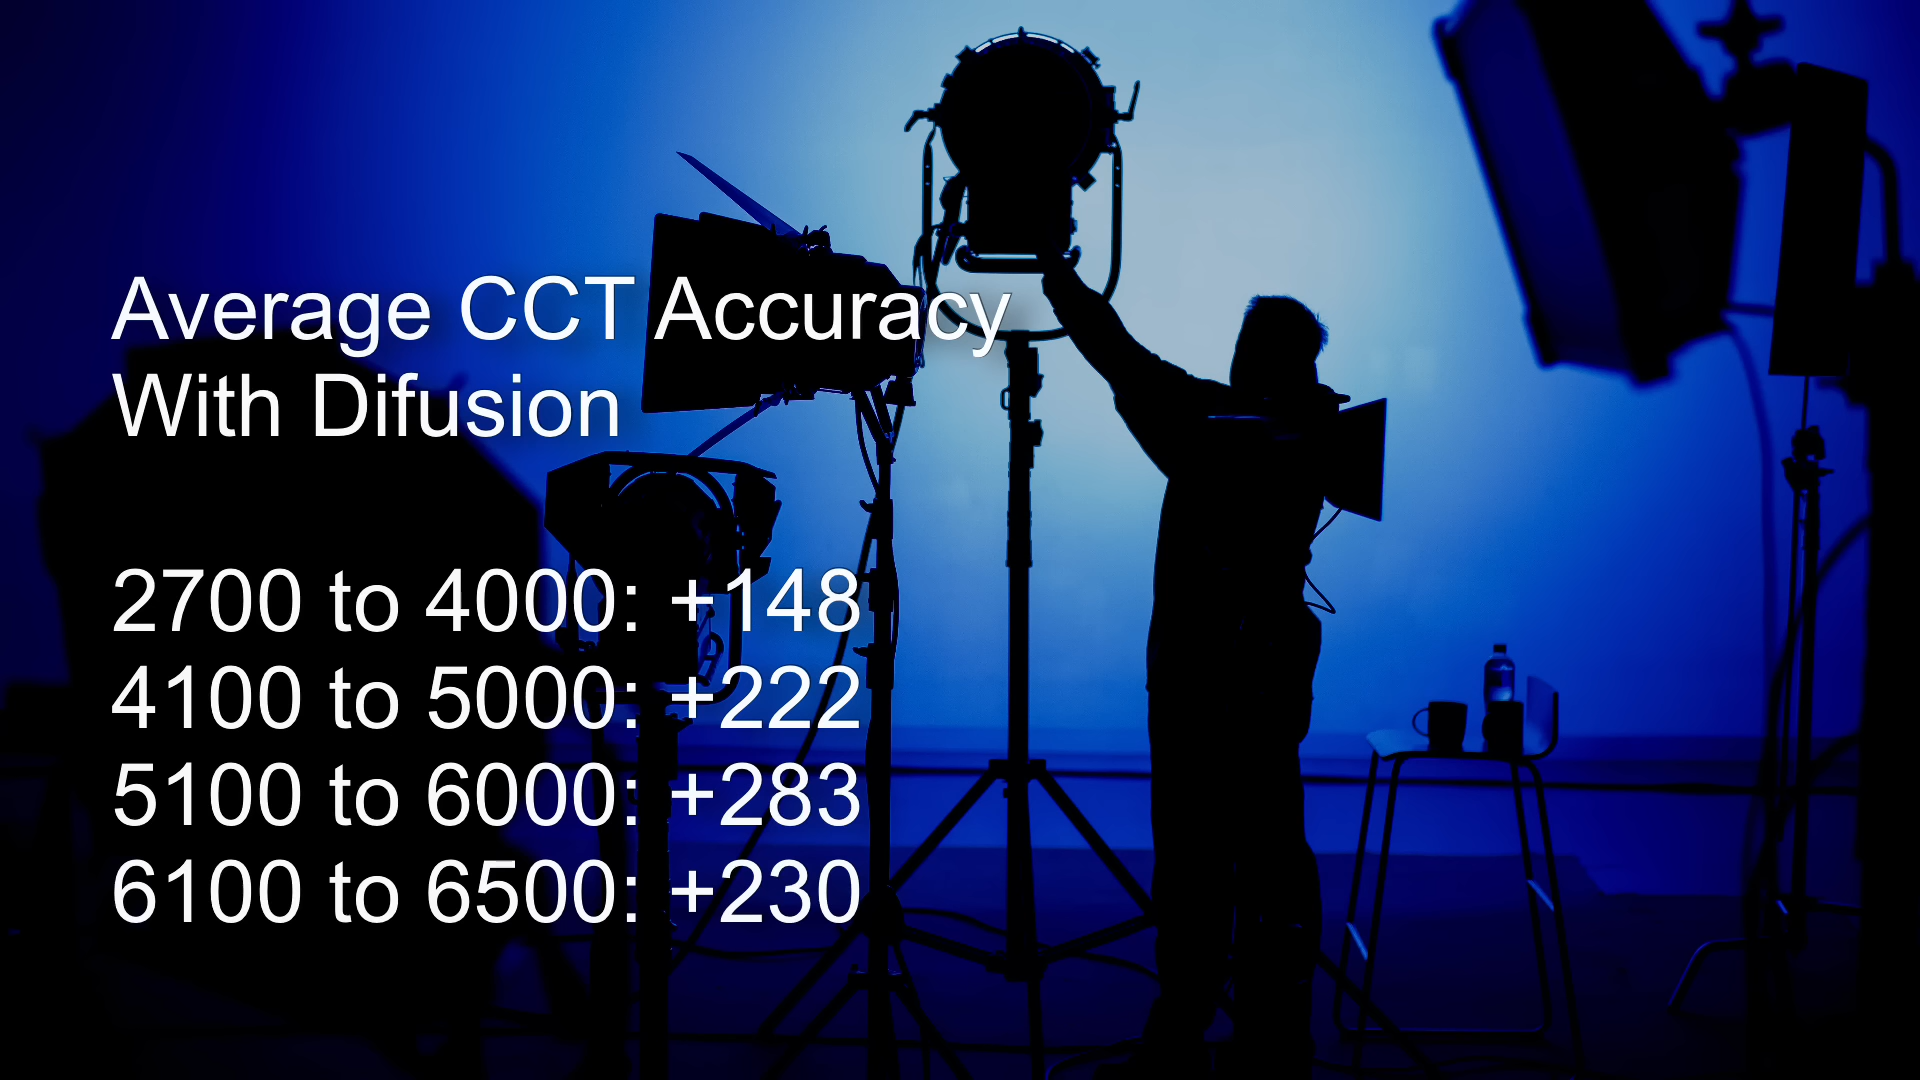 Average CCT Accuracy
With Difusion
2700 to 4000: +148
4100 to 5000: +222
5100 to 6000: +283
6100 to 6500: +230